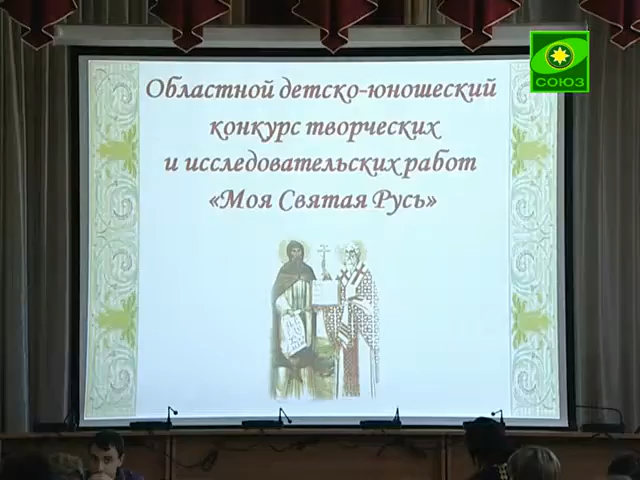 Областной детско-юношеский
конкурс творческих
и исследовательских работ
«Моя Святая Русь»
СОЮЗ